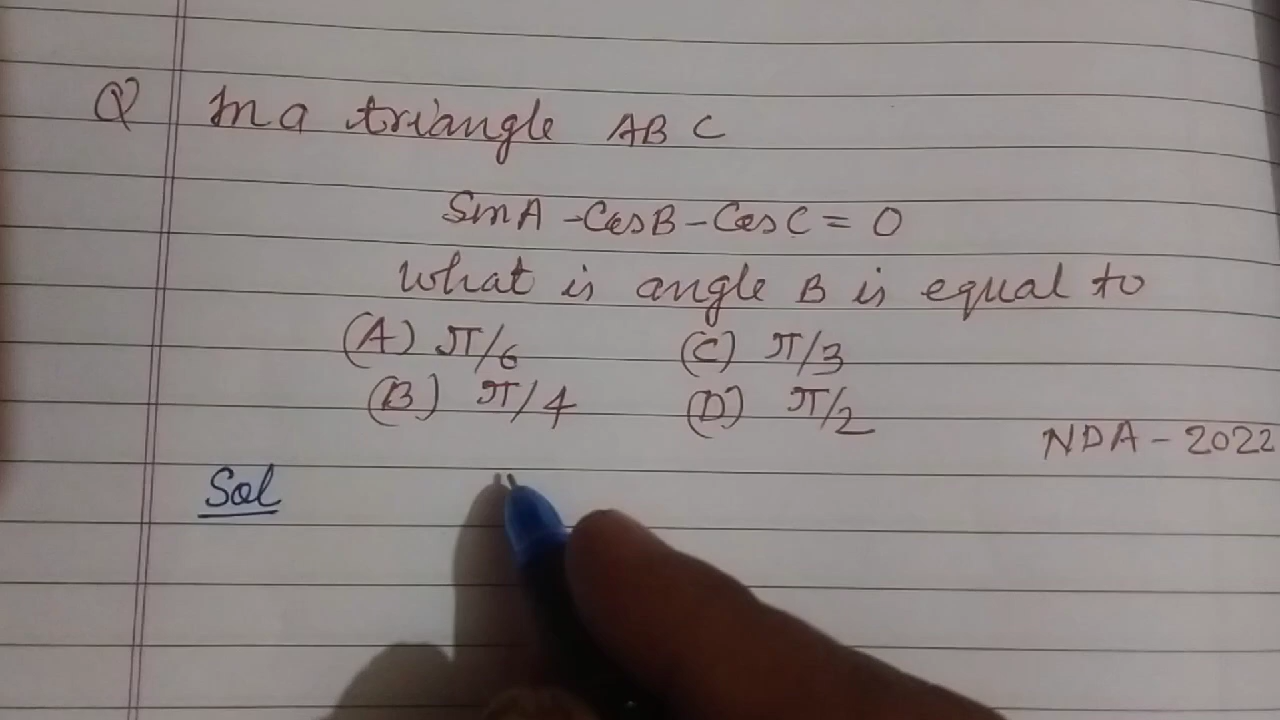 Q In a triangle ABC
SinA - CosB - CosC = 0
What is angle B is equal to
(A) π/6 (C) π/3
(B) π/4 (D) π/2
NDA - 2022
Sol